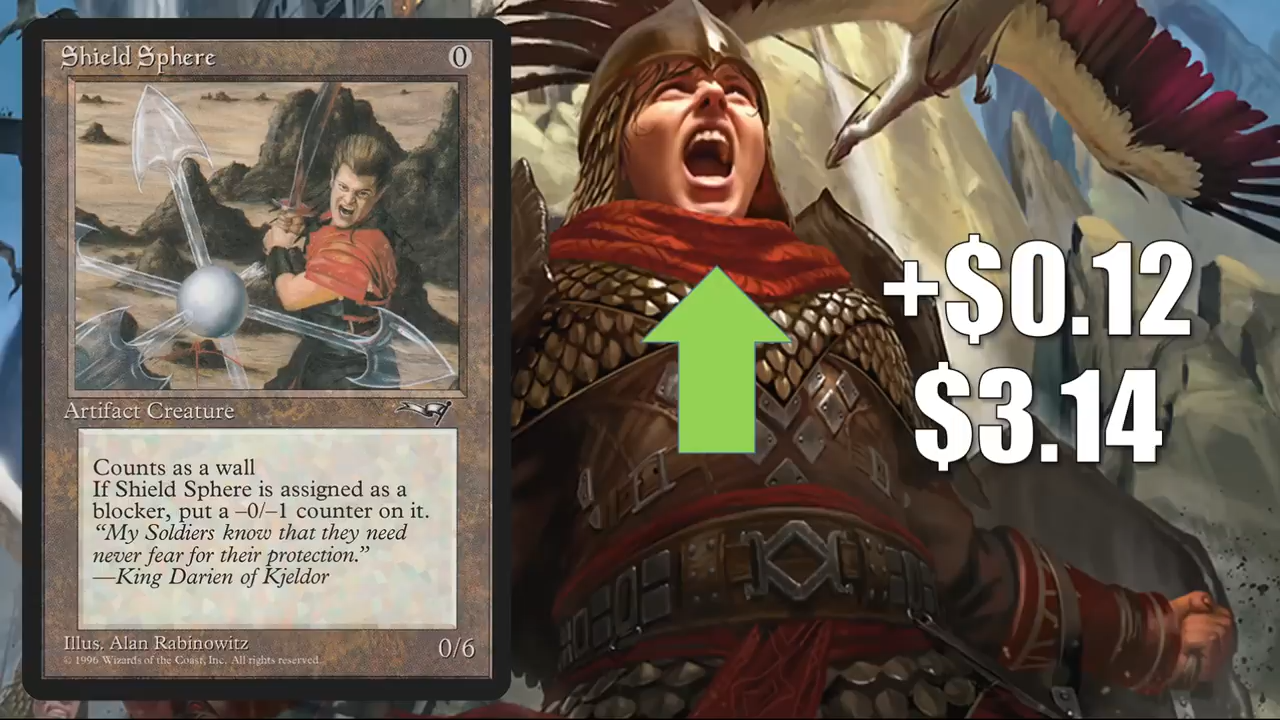 Shield Sphere 0
Artifact Creature
Counts as a wall
If Shield Sphere is assigned as a
blocker, put a –0/–1 counter on it.
“My Soldiers know that they need
never fear for their protection.”
—King Darien of Kjeldor
Illus. Alan Rabinowitz
© 1996 Wizards of the Coast, Inc. All rights reserved.
0/6
+$0.12
$3.14